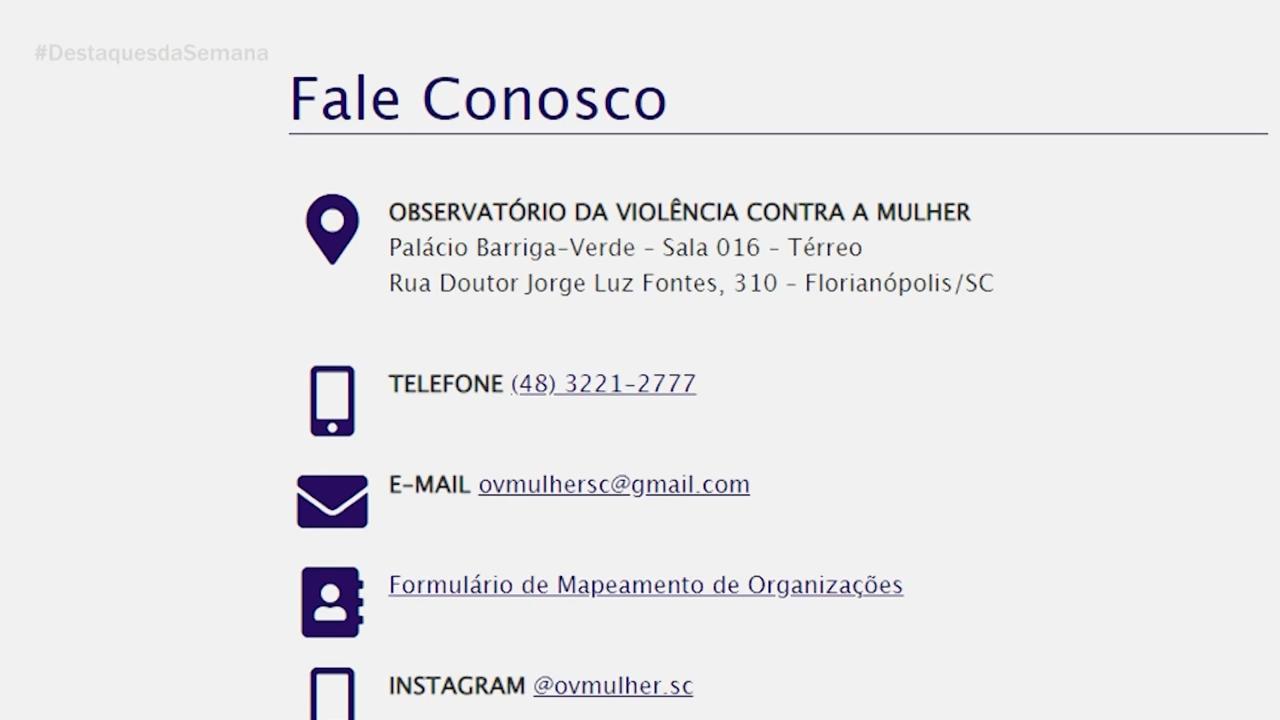 #DestaquesdaSemana
Fale Conosco
OBSERVATÓRIO DA VIOLÊNCIA CONTRA A MULHER
Palácio Barriga-Verde - Sala 016 - Térreo
Rua Doutor Jorge Luz Fontes, 310 - Florianópolis/SC
TELEFONE (48) 3221-2777
E-MAIL ovmulhersc@gmail.com
Formulário de Mapeamento de Organizações
INSTAGRAM @ovmulher.sc